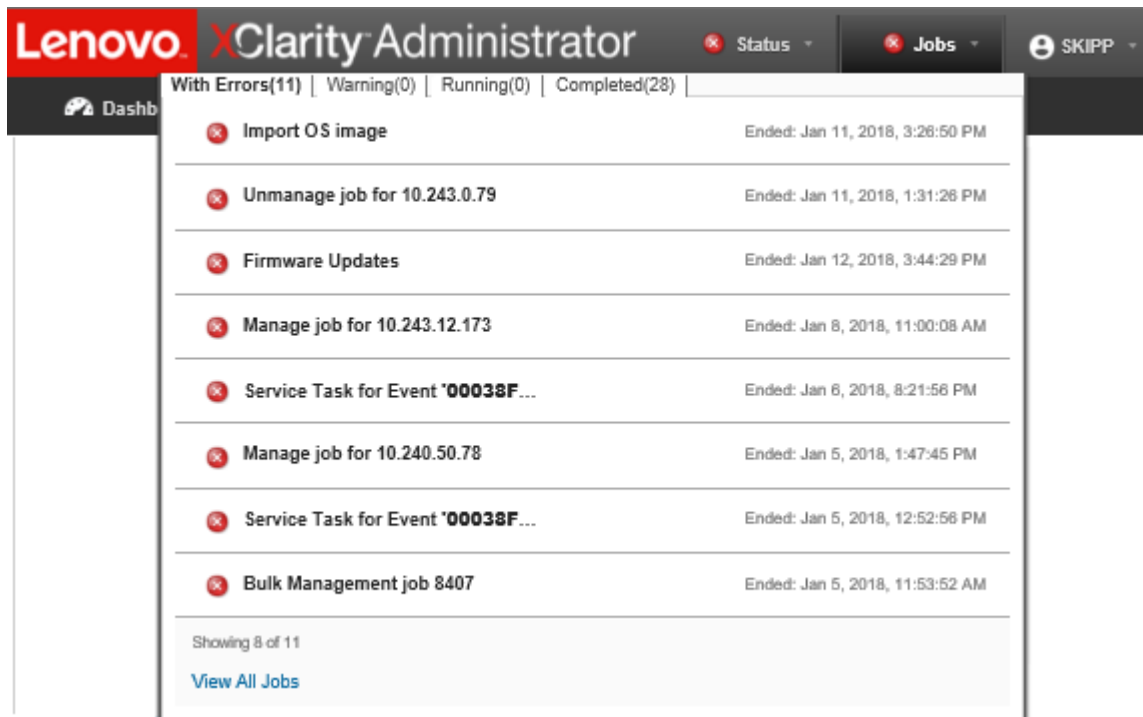 Lenovo. XClarity Administrator Status Jobs SKIPP
Dashb
With Errors(11) | Warning(0) | Running(0) | Completed(28) |
Import OS image Ended: Jan 11, 2018, 3:26:50 PM
Unmanage job for 10.243.0.79 Ended: Jan 11, 2018, 1:31:26 PM
Firmware Updates Ended: Jan 12, 2018, 3:44:29 PM
Manage job for 10.243.12.173 Ended: Jan 8, 2018, 11:00:08 AM
Service Task for Event "00038F... Ended: Jan 6, 2018, 8:21:56 PM
Manage job for 10.240.50.78 Ended: Jan 5, 2018, 1:47:45 PM
Service Task for Event "00038F... Ended: Jan 5, 2018, 12:52:56 PM
Bulk Management job 8407 Ended: Jan 5, 2018, 11:53:52 AM
Showing 8 of 11
View All Jobs